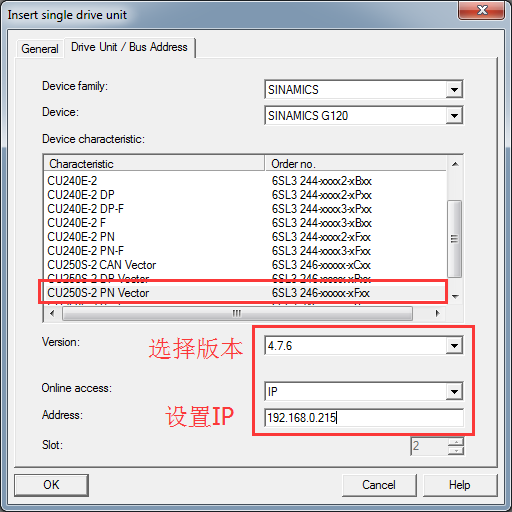 Insert single drive unit
General
Drive Unit / Bus Address
Device family:
SINAMICS
Device:
SINAMICS G120
Device characteristic:
Characteristic Order no.
CU240E-2 6SL3 244-xxxx2-xBxx
CU240E-2 DP 6SL3 244-xxxx2-xPxx
CU240E-2 DP-F 6SL3 244-xxxx3-xPxx
CU240E-2 F 6SL3 244-xxxx3-xBxx
CU240E-2 PN 6SL3 244-xxxx2-xFxx
CU240E-2 PN-F 6SL3 244-xxxx3-xFxx
CU250S-2 CAN Vector 6SL3 246-xxxxx-xCxx
CU250S-2 DP Vector 6SL3 246-xxxxx-xPxx
CU250S-2 PN Vector 6SL3 246-xxxxx-xFxx
Version:
选择版本
4.7.6
Online access:
IP
Address:
设置IP
192.168.0.215
Slot:
2
OK
Cancel
Help